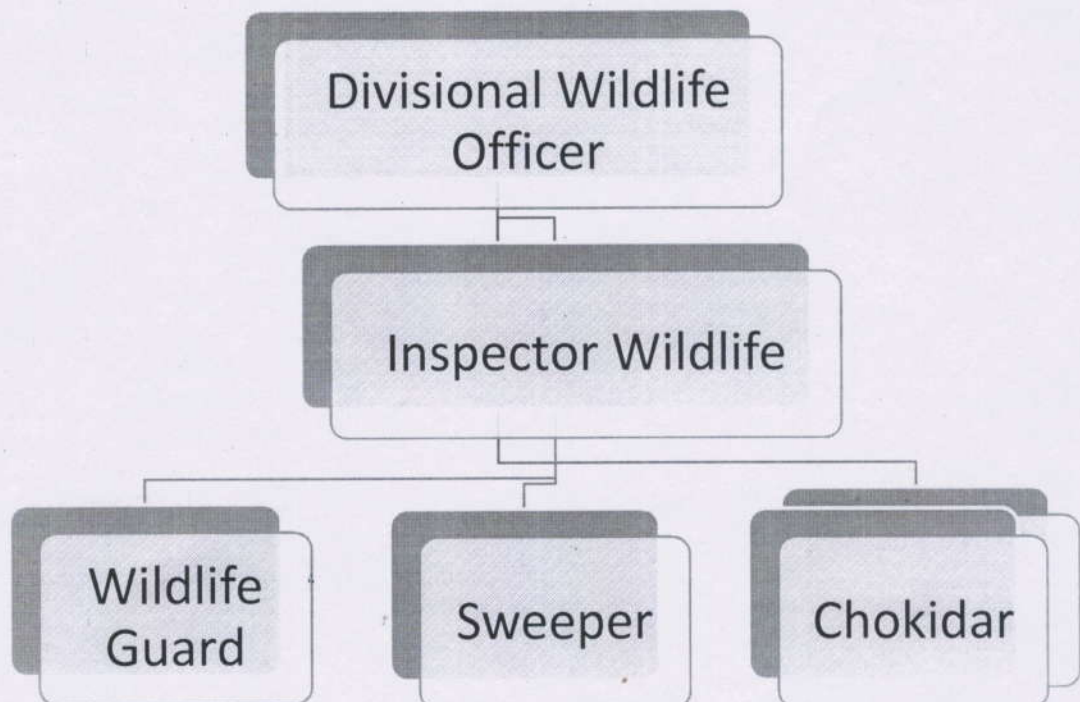 Divisional Wildlife
Officer
Inspector Wildlife
Wildlife
Guard
Sweeper
Chokidar